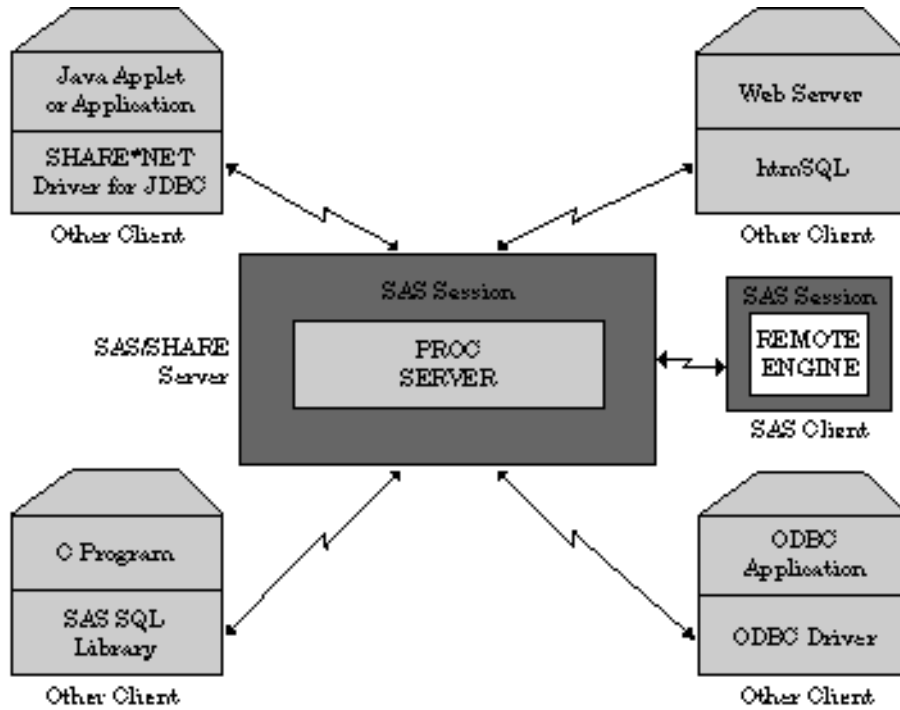 Java Applet
or Application
SHARE*NET
Driver for JDBC
Other Client
Web Server
htmSQL
Other Client
SAS Session
PROC
SERVER
SAS/SHARE
Server
SAS Session
REMOTE
ENGINE
SAS Client
C Program
SAS SQL
Library
Other Client
ODBC
Application
ODBC Driver
Other Client